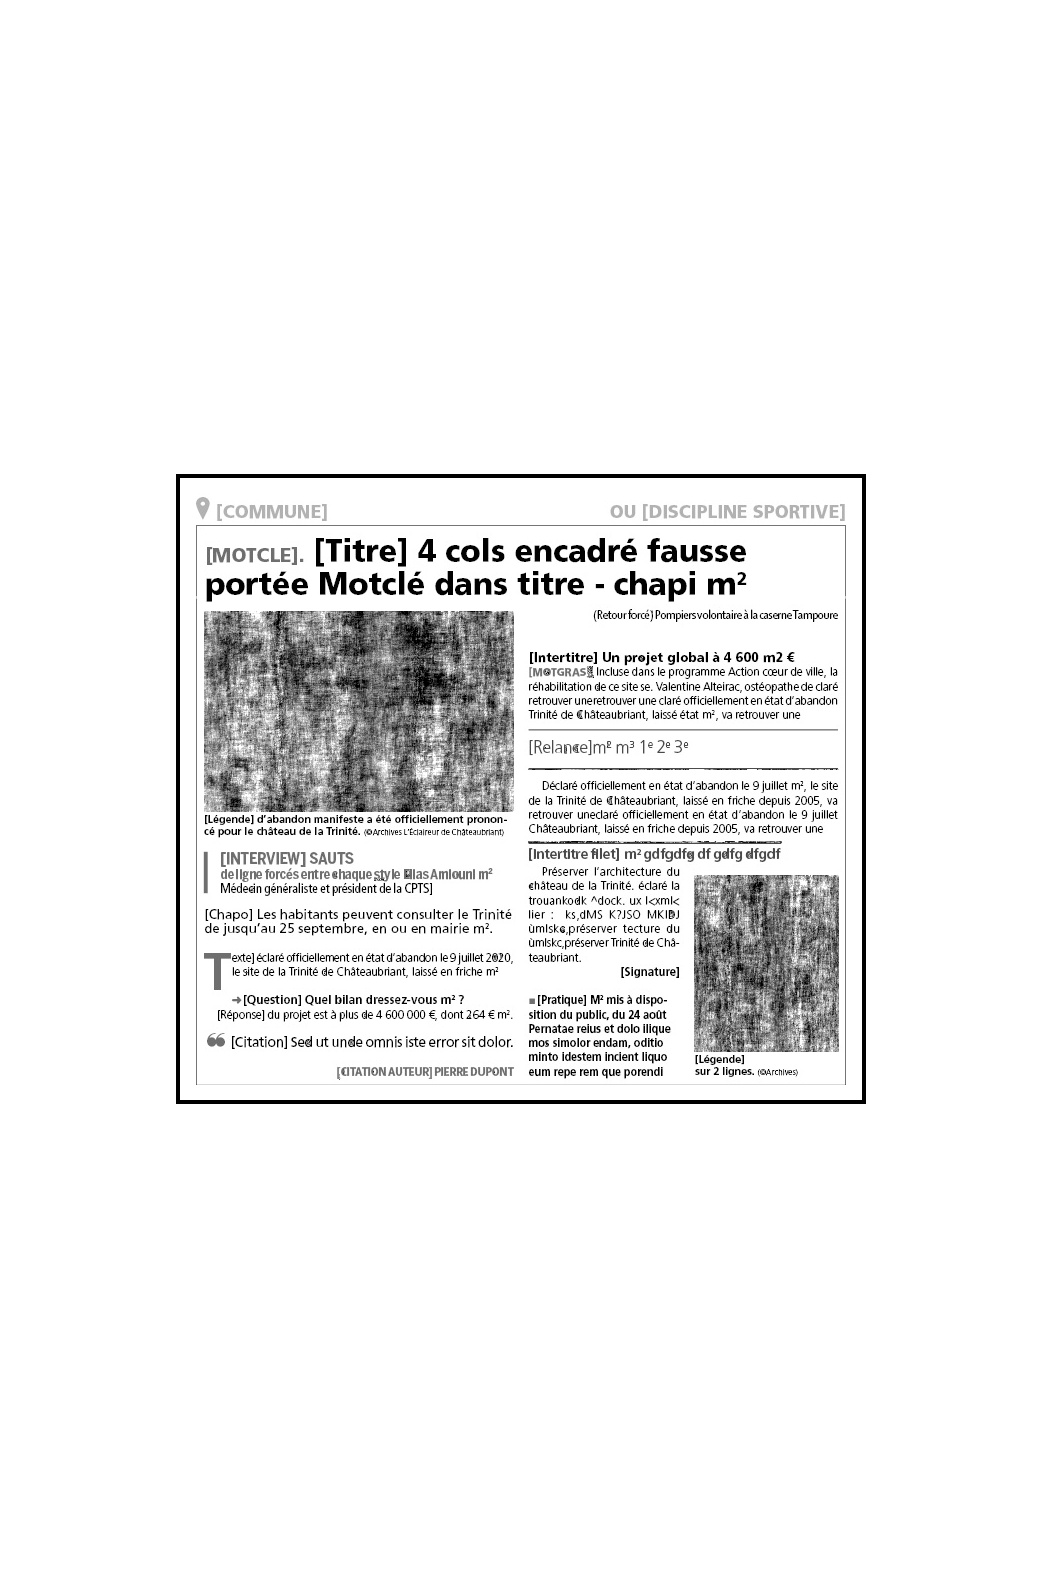 [COMMUNE]
OU [DISCIPLINE SPORTIVE]
[MOTCLE]. [Titre] 4 cols encadré fausse
portée Motclé dans titre - chapi m²
[Légende] d'abandon manifeste a été officiellement pronon-
cé pour le château de la Trinité. (©Archives L'Éclaireur de Châteaubriant)
[INTERVIEW] SAUTS
de ligne forcés entre chaque style Elias Amiouni m²
Médecin généraliste et président de la CPTS]
[Chapo] Les habitants peuvent consulter le Trinité
de jusqu'au 25 septembre, en ou en mairie m².
Texte] éclaré officiellement en état d'abandon le 9 juillet 2020,
le site de la Trinité de Châteaubriant, laissé en friche m²
➜ [Question] Quel bilan dressez-vous m² ?
[Réponse] du projet est à plus de 4 600 000 €, dont 264 € m².
❝ [Citation] Sed ut unde omnis iste error sit dolor.
[CITATION AUTEUR] PIERRE DUPONT
(Retour forcé) Pompiers volontaire à la caserne Tampoure
[Intertitre] Un projet global à 4 600 m2 €
[MOTGRAS] Incluse dans le programme Action cœur de ville, la
réhabilitation de ce site se. Valentine Alteirac, ostéopathe de claré
retrouver uneretrouver une claré officiellement en état d'abandon
Trinité de Châteaubriant, laissé état m², va retrouver une
[Relance]m² m³ 1e 2e 3e
Déclaré officiellement en état d'abandon le 9 juillet m², le site
de la Trinité de Châteaubriant, laissé en friche depuis 2005, va
retrouver uneclaré officiellement en état d'abandon le 9 juillet
Châteaubriant, laissé en friche depuis 2005, va retrouver une
[Intertitre filet] m² gdfgdfg df gdfg dfgdf
Préserver l'architecture du
château de la Trinité. éclaré la
trouankodk ^dock. ux l<xml<
lier : ks,dMS K?JSO MKIDJ
ùmlskc,préserver tecture du
ùmlskc,préserver Trinité de Châ-
teaubriant.
[Signature]
■ [Pratique] M² mis à dispo-
sition du public, du 24 août
Pernatae reius et dolo ilique
mos simolor endam, oditio
minto idestem incient liquo
eum repe rem que porendi
[Légende]
sur 2 lignes. (©Archives)